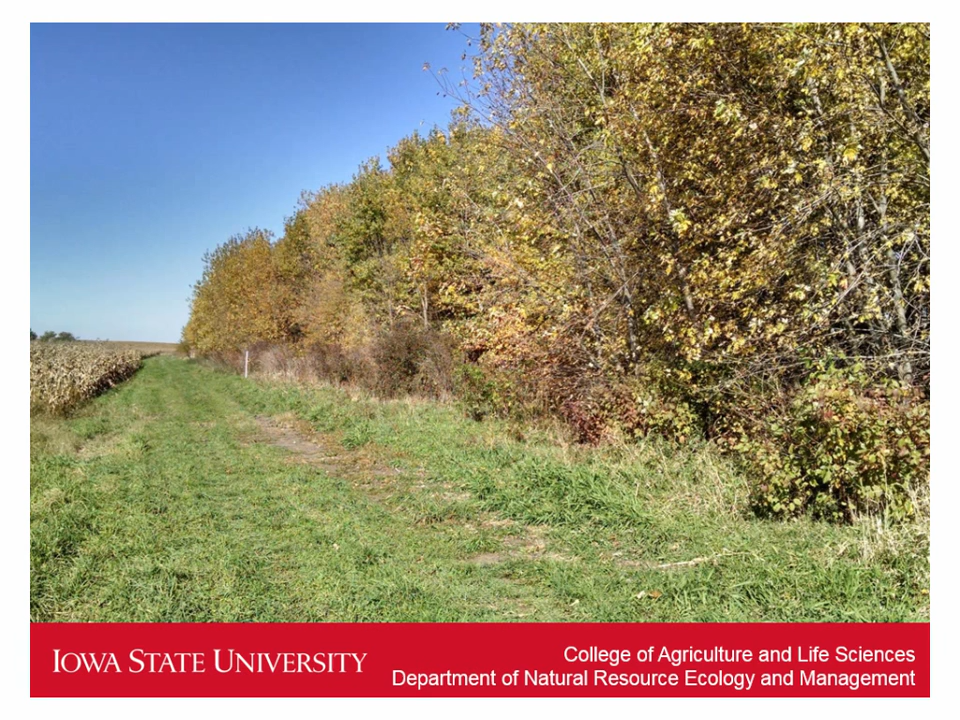 IOWA STATE UNIVERSITY
College of Agriculture and Life Sciences
Department of Natural Resource Ecology and Management